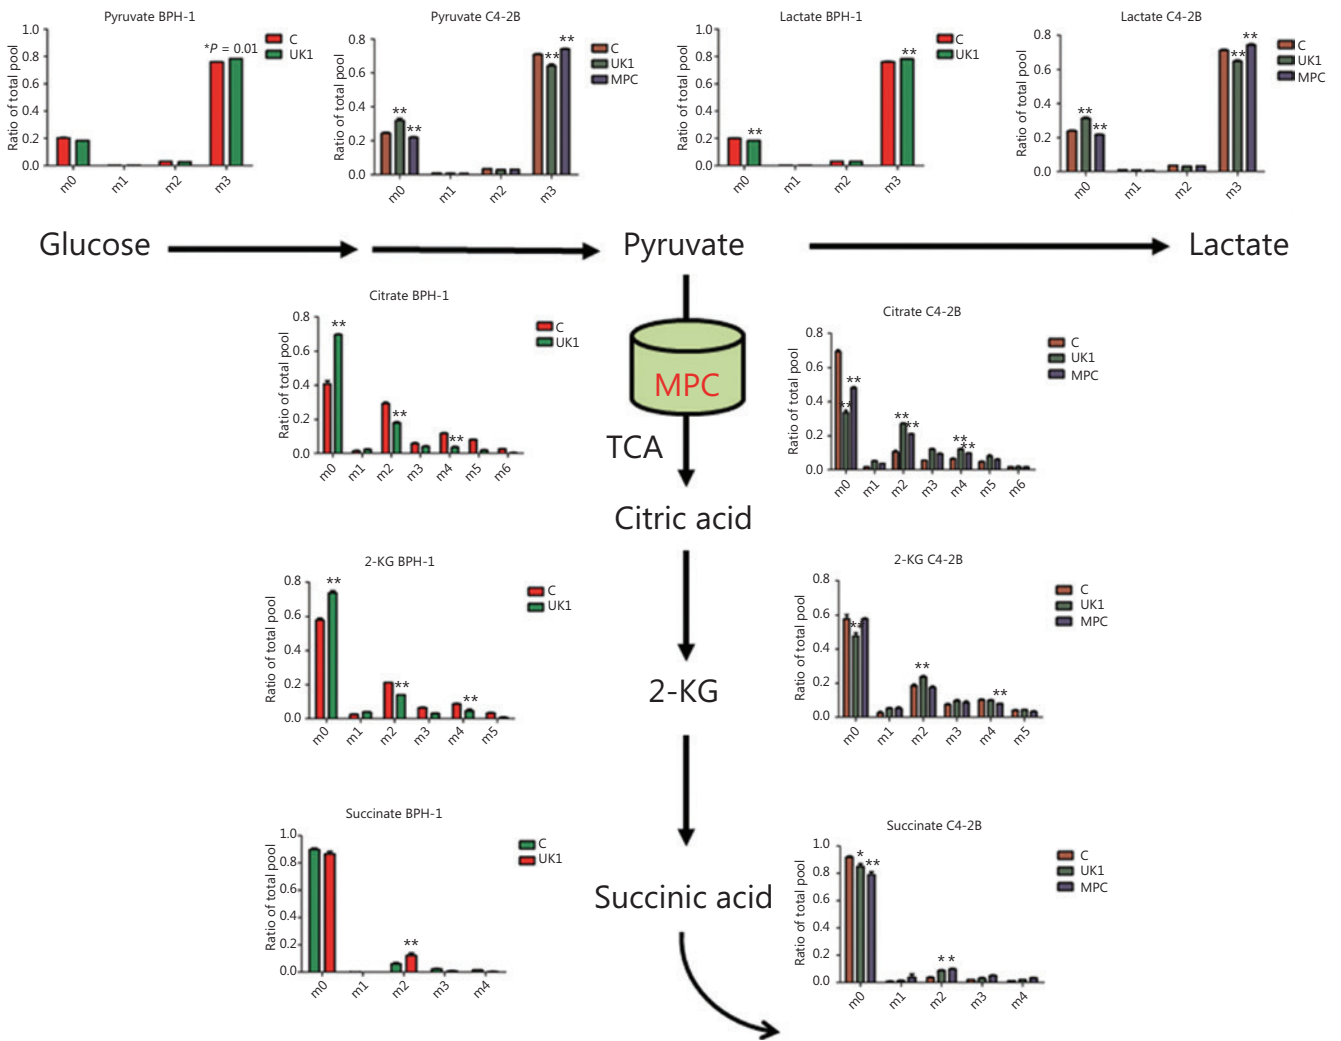 Pyruvate BPH-1
Ratio of total pool
1.0
0.8
0.6
0.4
0.2
0.0
*P = 0.01
C
UK1
m0
m1
m2
m3
Pyruvate C4-2B
Ratio of total pool
0.8
0.6
0.4
0.2
0.0
**
**
**
**
C
UK1
MPC
m0
m1
m2
m3
Lactate BPH-1
Ratio of total pool
1.0
0.8
0.6
0.4
0.2
0.0
**
**
C
UK1
m0
m1
m2
m3
Lactate C4-2B
Ratio of total pool
0.8
0.6
0.4
0.2
0.0
**
**
**
**
C
UK1
MPC
m0
m1
m2
m3
Glucose
Pyruvate
Lactate
Citrate BPH-1
Ratio of total pool
0.8
0.6
0.4
0.2
0.0
**
**
**
C
UK1
m0
m1
m2
m3
m4
m5
m6
MPC
TCA
Citrate C4-2B
Ratio of total pool
0.8
0.6
0.4
0.2
0.0
**
**
**
**
**
**
C
UK1
MPC
m0
m1
m2
m3
m4
m5
m6
Citric acid
2-KG BPH-1
Ratio of total pool
0.8
0.6
0.4
0.2
0.0
**
**
**
C
UK1
m0
m1
m2
m3
m4
m5
2-KG
2-KG C4-2B
Ratio of total pool
0.8
0.6
0.4
0.2
0.0
**
**
**
C
UK1
MPC
m0
m1
m2
m3
m4
m5
Succinate BPH-1
Ratio of total pool
1.0
0.8
0.6
0.4
0.2
0.0
**
C
UK1
m0
m1
m2
m3
m4
Succinic acid
Succinate C4-2B
Ratio of total pool
1.0
0.8
0.6
0.4
0.2
0.0
*
**
**
C
UK1
MPC
m0
m1
m2
m3
m4